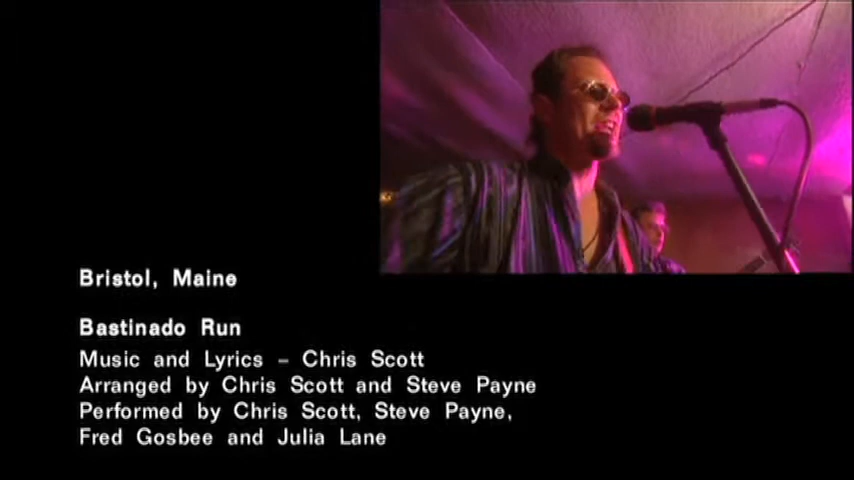 Bristol, Maine
Bastinado Run
Music and Lyrics – Chris Scott
Arranged by Chris Scott and Steve Payne
Performed by Chris Scott, Steve Payne,
Fred Gosbee and Julia Lane